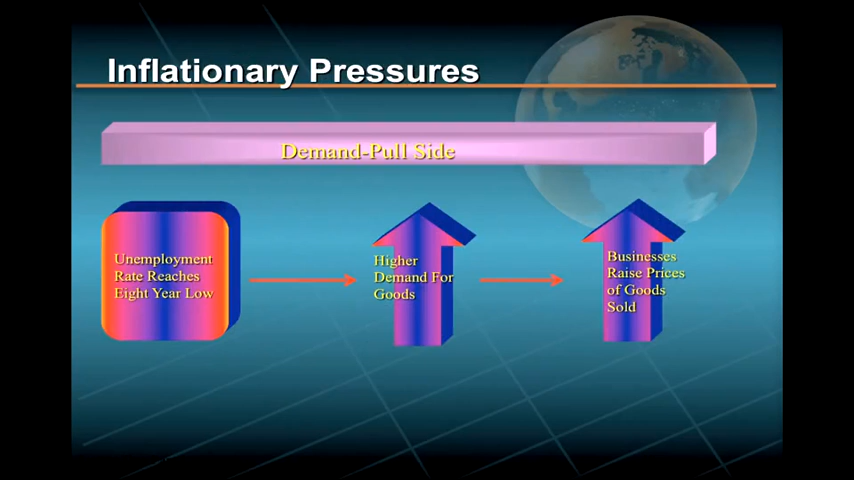 Inflationary Pressures
Demand-Pull Side
Unemployment
Rate Reaches
Eight Year Low
Higher
Demand For
Goods
Businesses
Raise Prices
of Goods
Sold